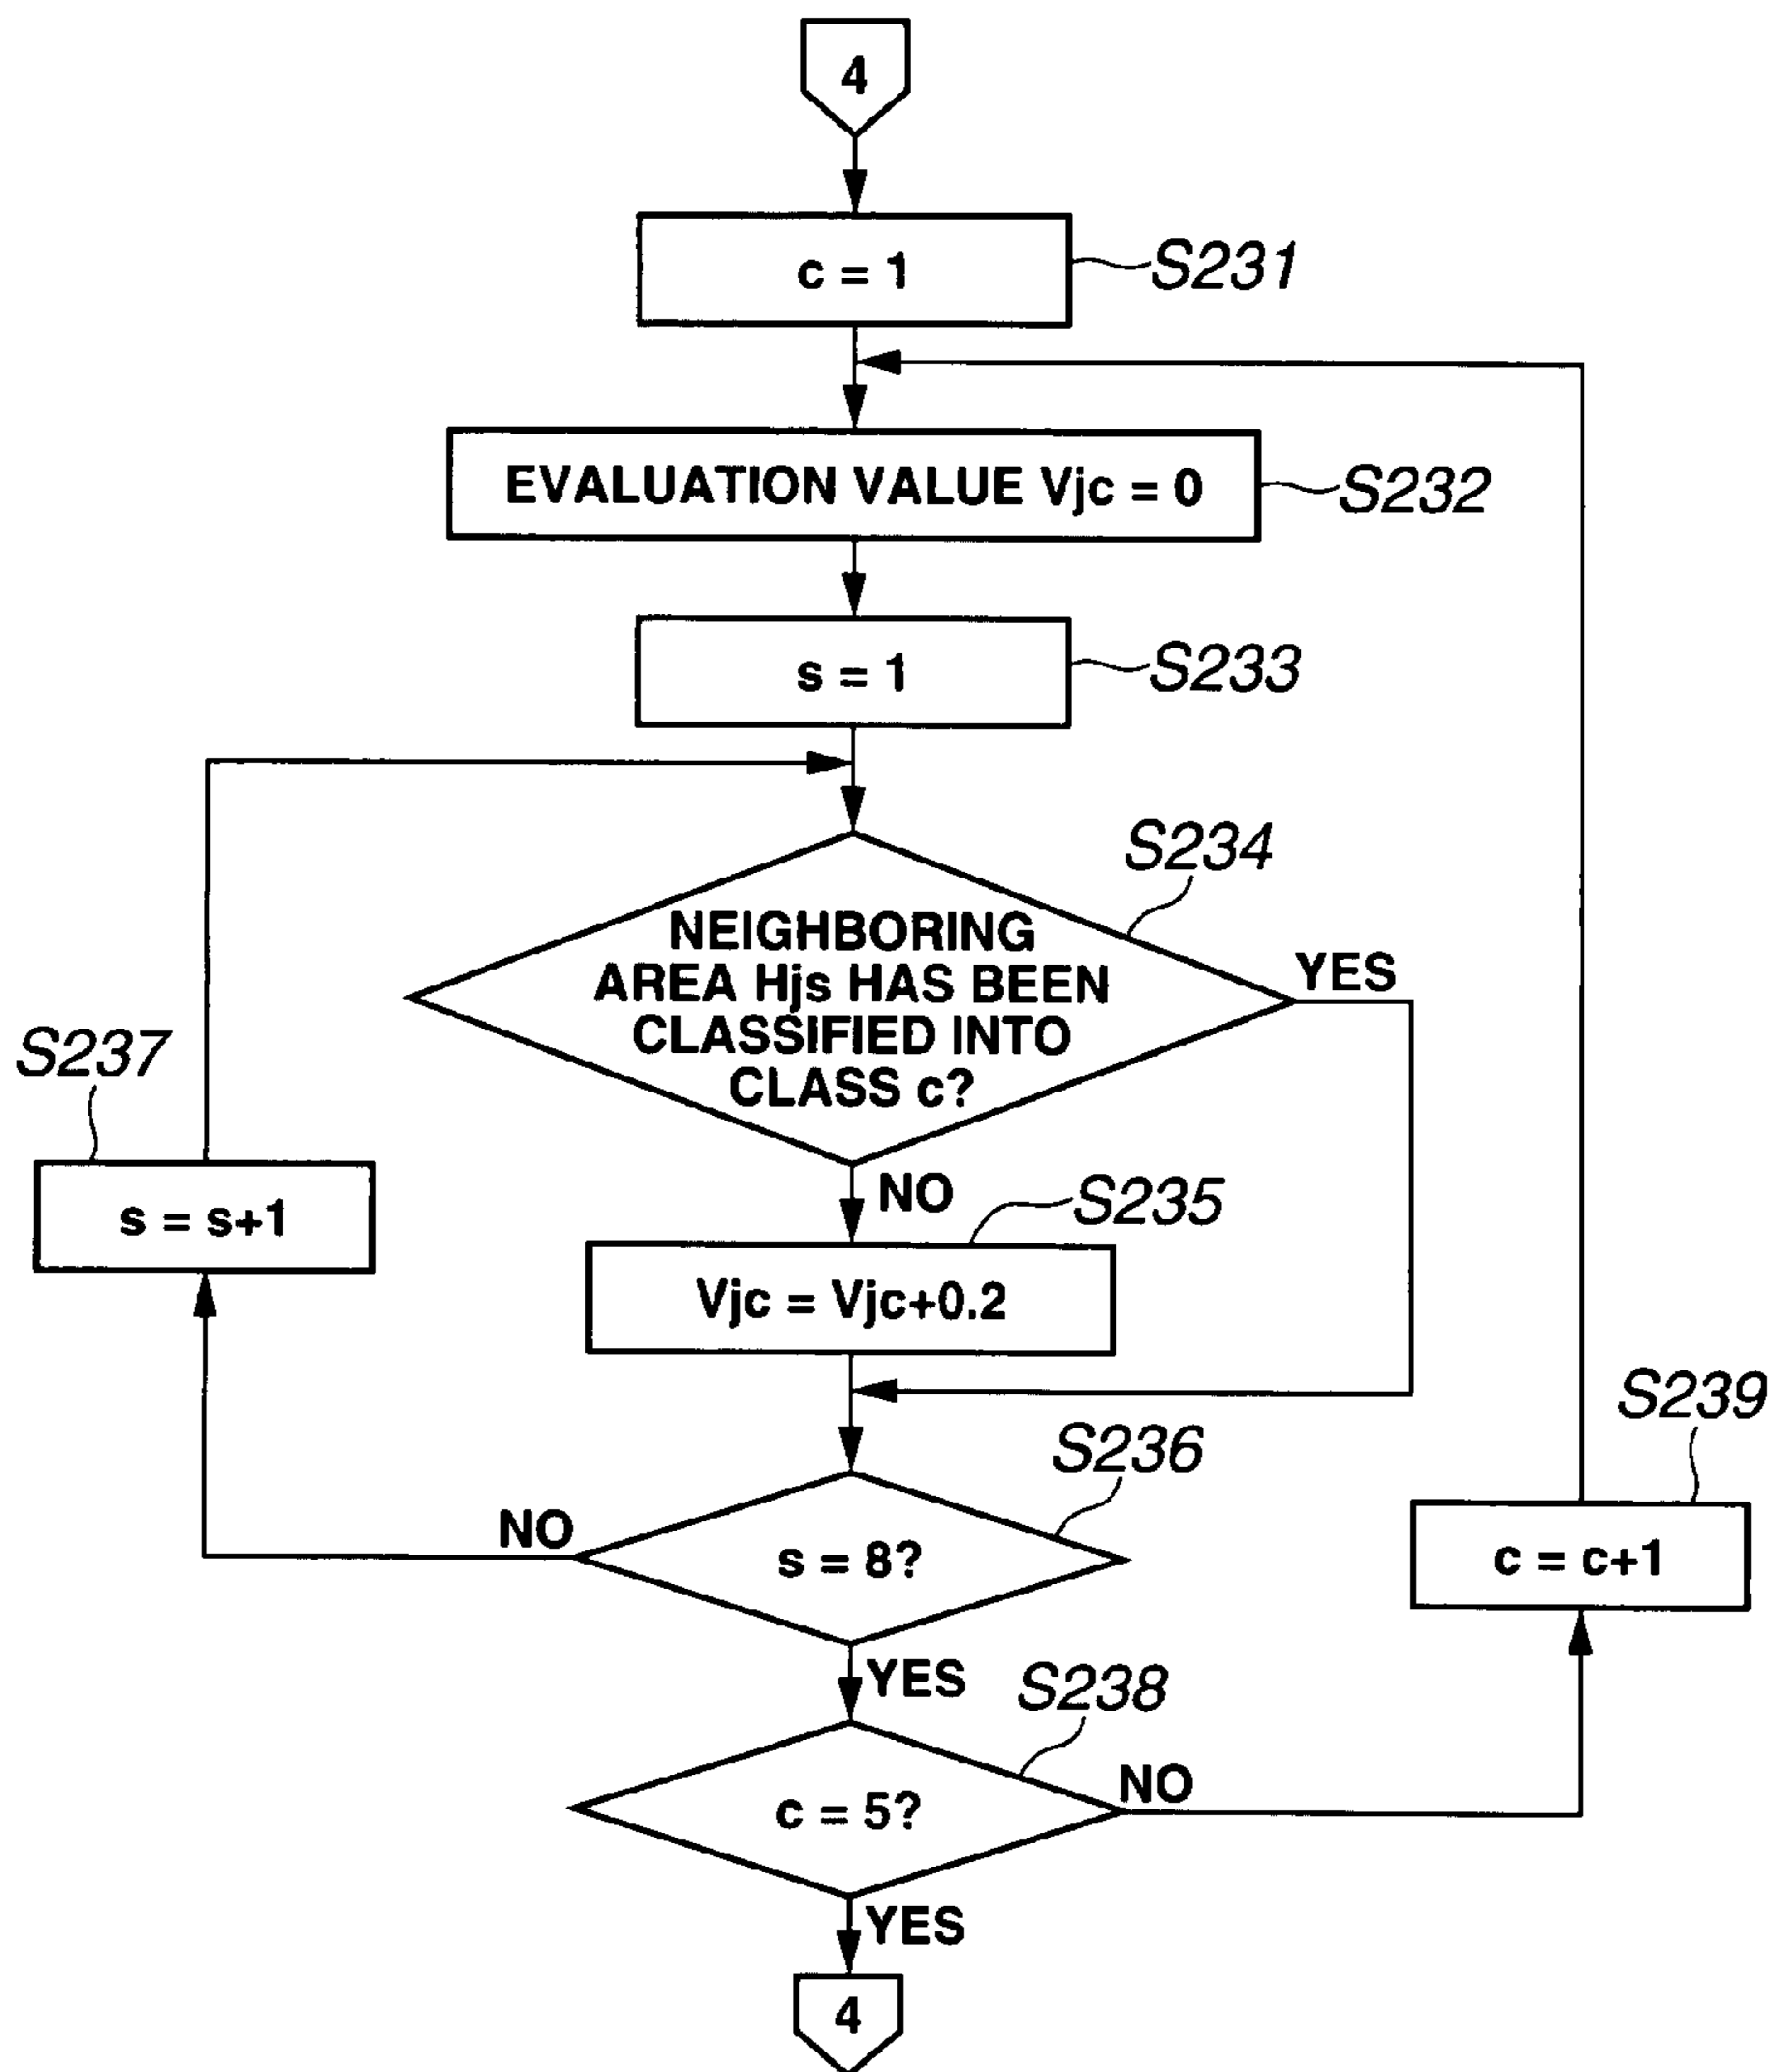 4
c = 1
S231
EVALUATION VALUE Vjc = 0
S232
s = 1
S233
S234
NEIGHBORING
AREA Hjs HAS BEEN
CLASSIFIED INTO
CLASS c?
YES
S237
s = s+1
NO
S235
Vjc = Vjc+0.2
S236
NO
s = 8?
S239
c = c+1
YES
S238
c = 5?
NO
YES
4